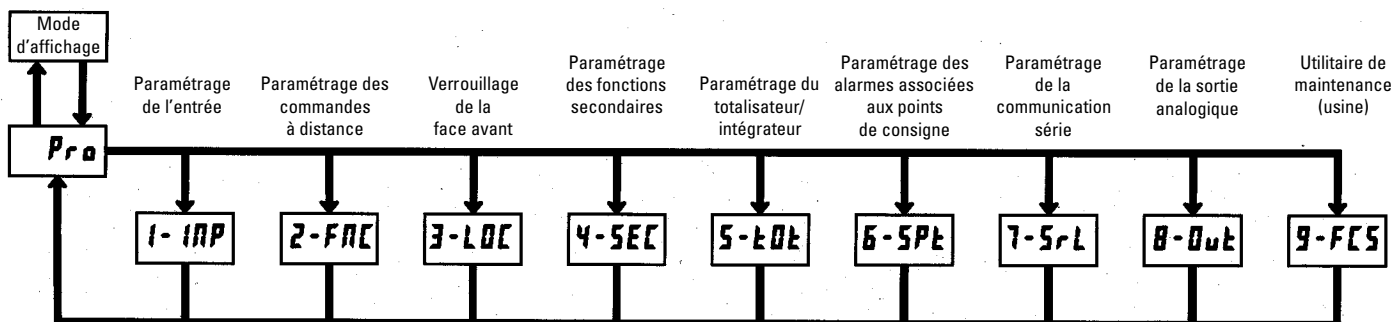 Mode
d'affichage
Paramétrage
de l'entrée
Paramétrage des
commandes
à distance
Verrouillage
de la
face avant
Paramétrage
des fonctions
secondaires
Paramétrage du
totalisateur/
intégrateur
Paramétrage des
alarmes associées
aux points
de consigne
Paramétrage
de la
communication
série
Paramétrage
de la sortie
analogique
Utilitaire de
maintenance
(usine)
Pro
1-INP
2-FNC
3-LOC
4-SEC
5-tOt
6-SPt
7-SrL
8-Out
9-FCS